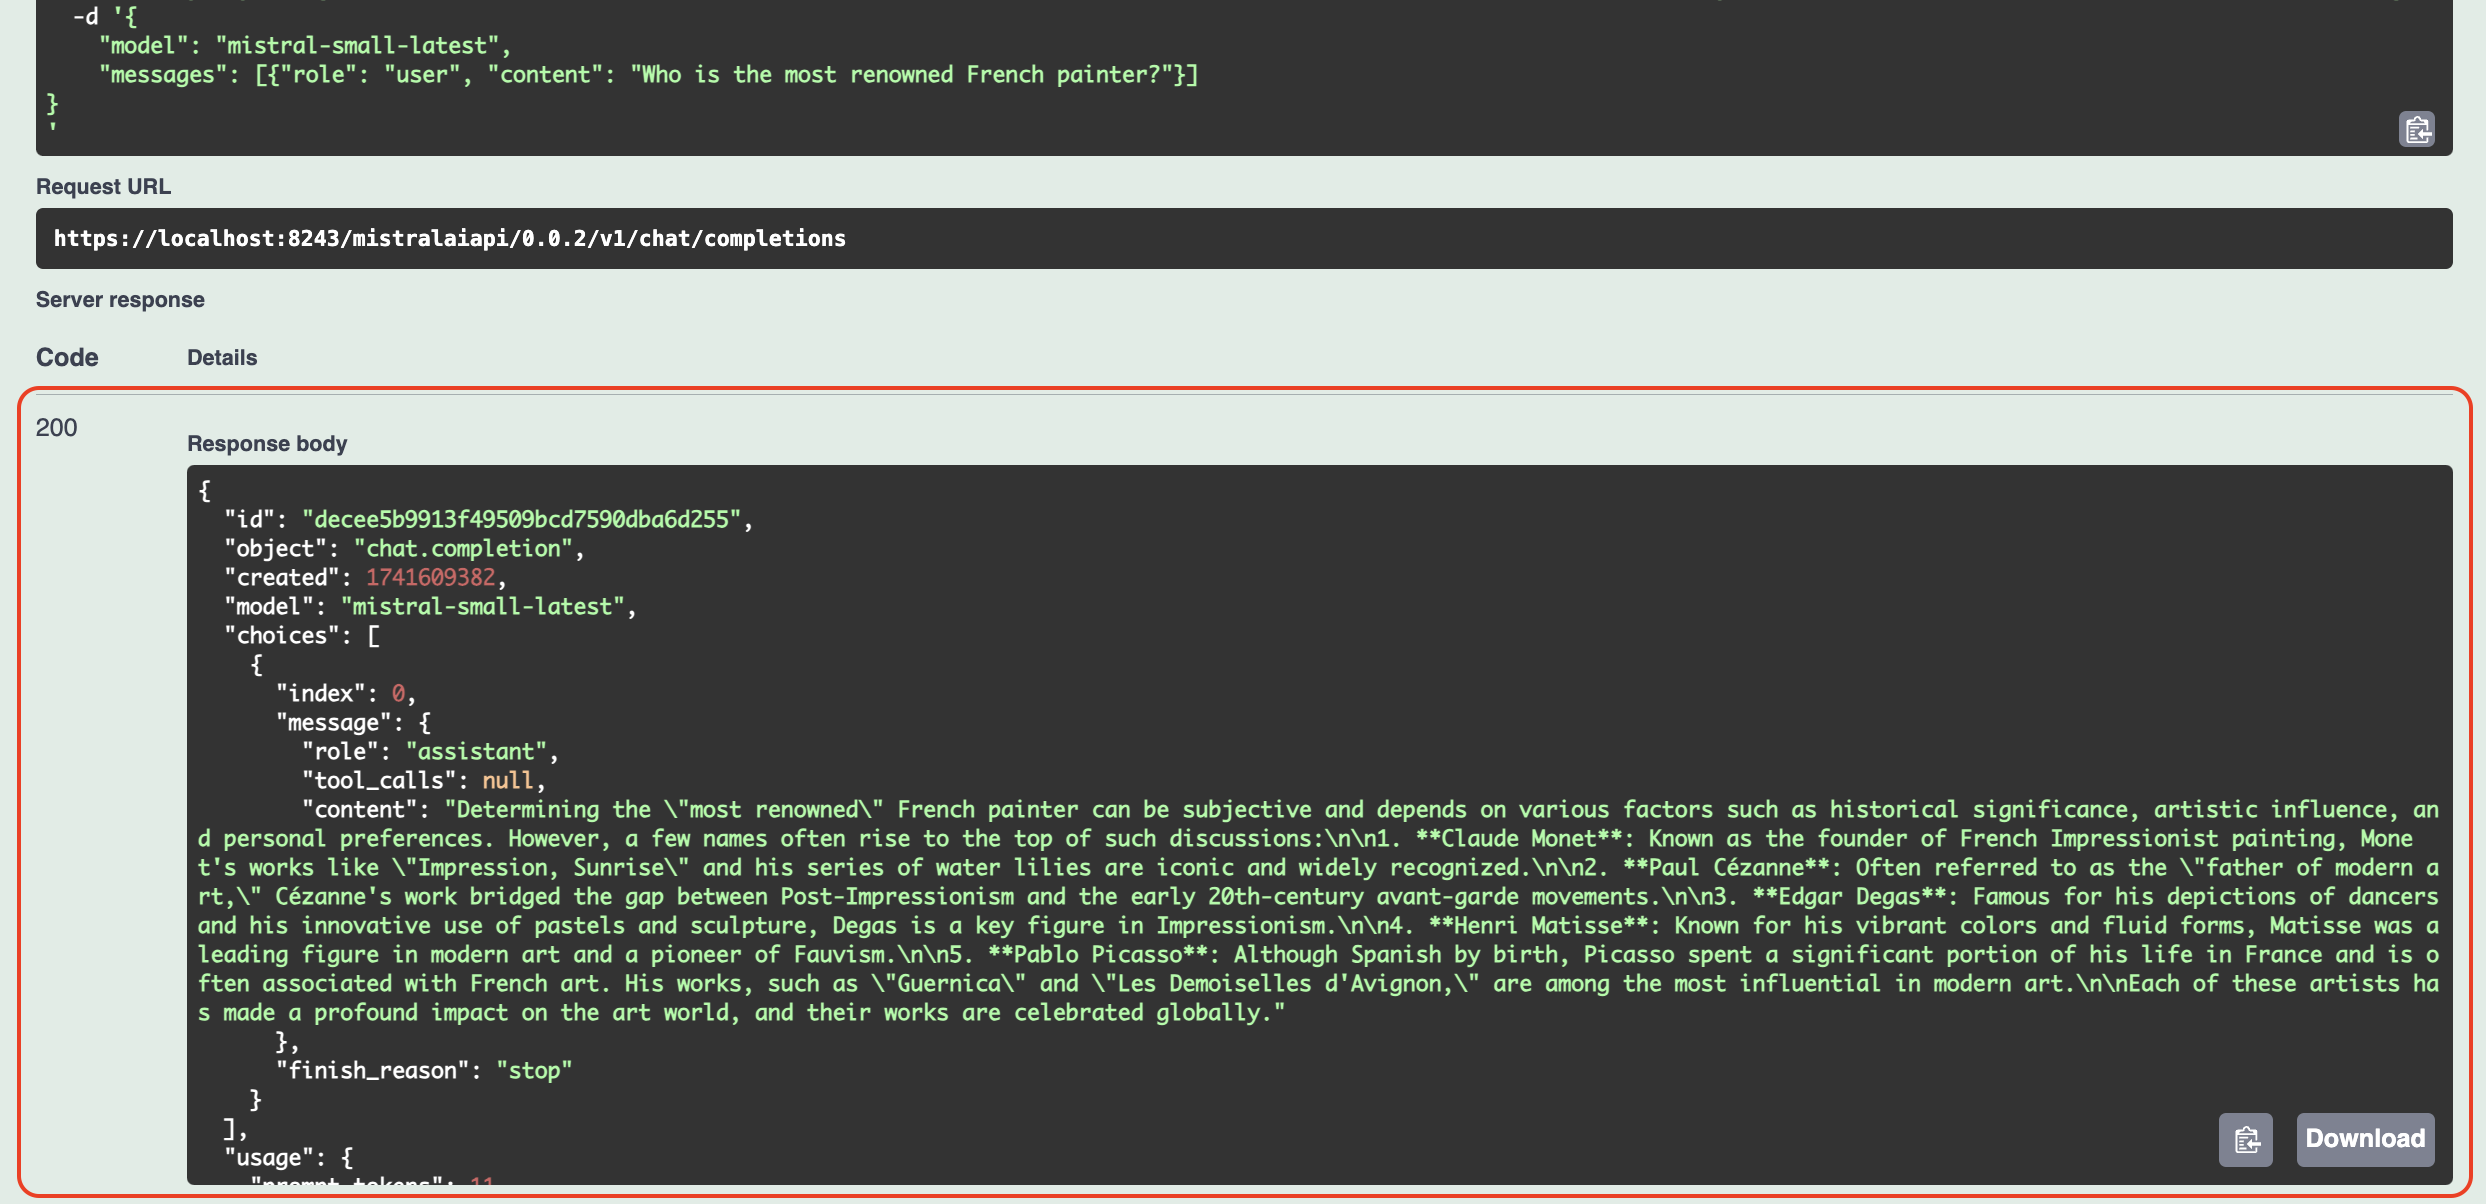 -d '{
"model": "mistral-small-latest",
"messages": [{"role": "user", "content": "Who is the most renowned French painter?"}]
}
'
Request URL
https://localhost:8243/mistralaiapi/0.0.2/v1/chat/completions
Server response
Code Details
200
Response body
{
"id": "decee5b9913f49509bcd7590dba6d255",
"object": "chat.completion",
"created": 1741609382,
"model": "mistral-small-latest",
"choices": [
{
"index": 0,
"message": {
"role": "assistant",
"tool_calls": null,
"content": "Determining the \"most renowned\" French painter can be subjective and depends on various factors such as historical significance, artistic influence, an
d personal preferences. However, a few names often rise to the top of such discussions:\n\n1. **Claude Monet**: Known as the founder of French Impressionist painting, Mone
t's works like \"Impression, Sunrise\" and his series of water lilies are iconic and widely recognized.\n\n2. **Paul Cézanne**: Often referred to as the \"father of modern a
rt,\" Cézanne's work bridged the gap between Post-Impressionism and the early 20th-century avant-garde movements.\n\n3. **Edgar Degas**: Famous for his depictions of dancers
and his innovative use of pastels and sculpture, Degas is a key figure in Impressionism.\n\n4. **Henri Matisse**: Known for his vibrant colors and fluid forms, Matisse was a
leading figure in modern art and a pioneer of Fauvism.\n\n5. **Pablo Picasso**: Although Spanish by birth, Picasso spent a significant portion of his life in France and is o
ften associated with French art. His works, such as \"Guernica\" and \"Les Demoiselles d'Avignon,\" are among the most influential in modern art.\n\nEach of these artists ha
s made a profound impact on the art world, and their works are celebrated globally."
},
"finish_reason": "stop"
}
],
"usage": {
"prompt_tokens": 11
Download